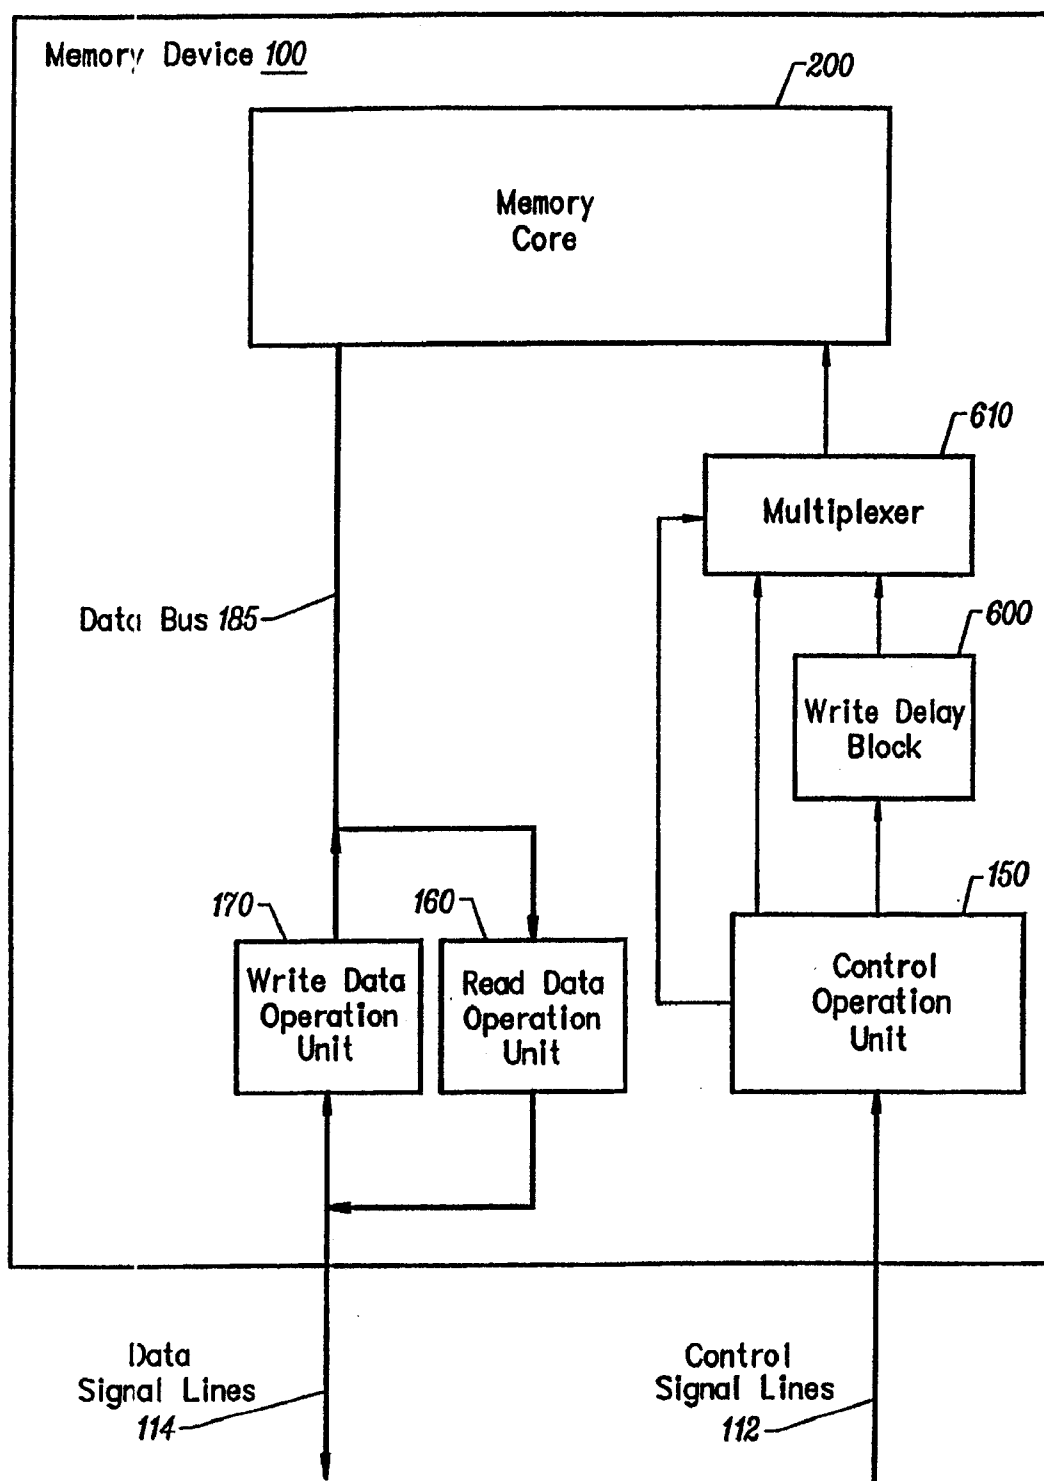 Memory Device 100
200
Memory
Core
610
Multiplexer
Data Bus 185
600
Write Delay
Block
150
170
160
Write Data
Operation
Unit
Read Data
Operation
Unit
Control
Operation
Unit
Data
Signal Lines
114
Control
Signal Lines
112